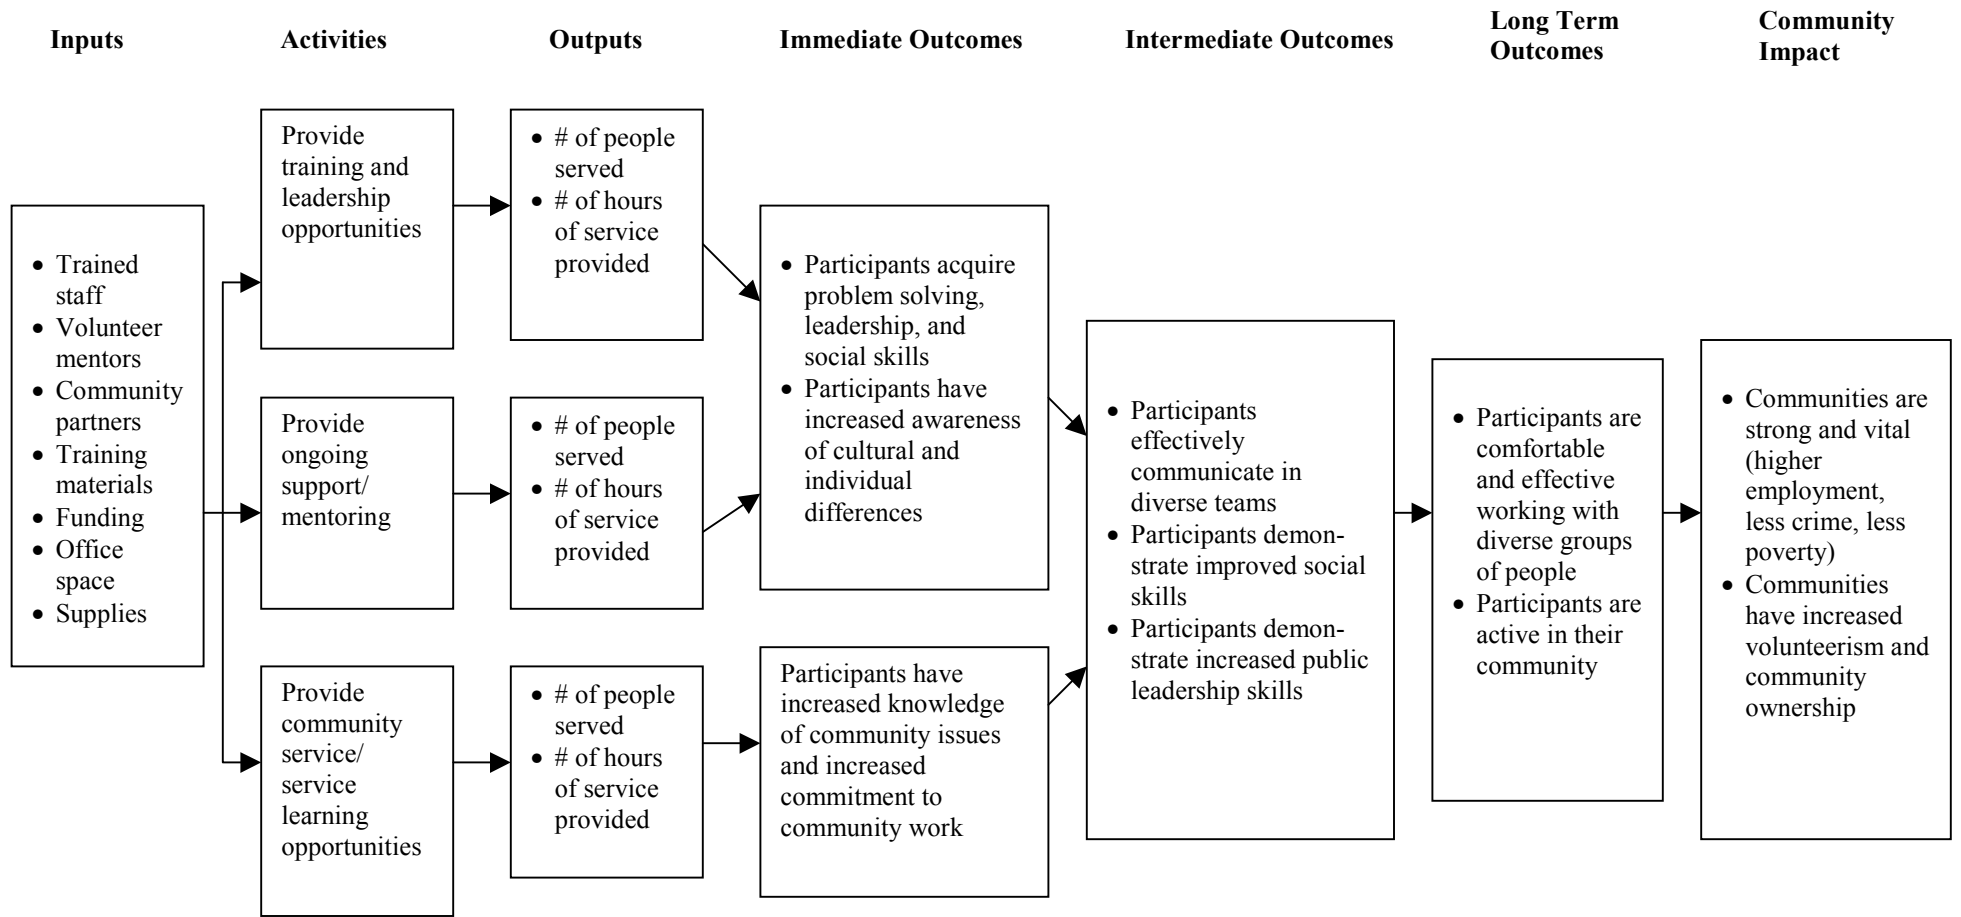 Inputs
Activities
Outputs
Immediate Outcomes
Intermediate Outcomes
Long Term
Outcomes
Community
Impact
• Trained
staff
• Volunteer
mentors
• Community
partners
• Training
materials
• Funding
• Office
space
• Supplies
Provide
training and
leadership
opportunities
Provide
ongoing
support/
mentoring
Provide
community
service/
service
learning
opportunities
• # of people
served
• # of hours
of service
provided
• # of people
served
• # of hours
of service
provided
• # of people
served
• # of hours
of service
provided
• Participants acquire
problem solving,
leadership, and
social skills
• Participants have
increased awareness
of cultural and
individual
differences
Participants have
increased knowledge
of community issues
and increased
commitment to
community work
• Participants
effectively
communicate in
diverse teams
• Participants demon-
strate improved social
skills
• Participants demon-
strate increased public
leadership skills
• Participants are
comfortable
and effective
working with
diverse groups
of people
• Participants are
active in their
community
• Communities are
strong and vital
(higher
employment,
less crime, less
poverty)
• Communities
have increased
volunteerism and
community
ownership